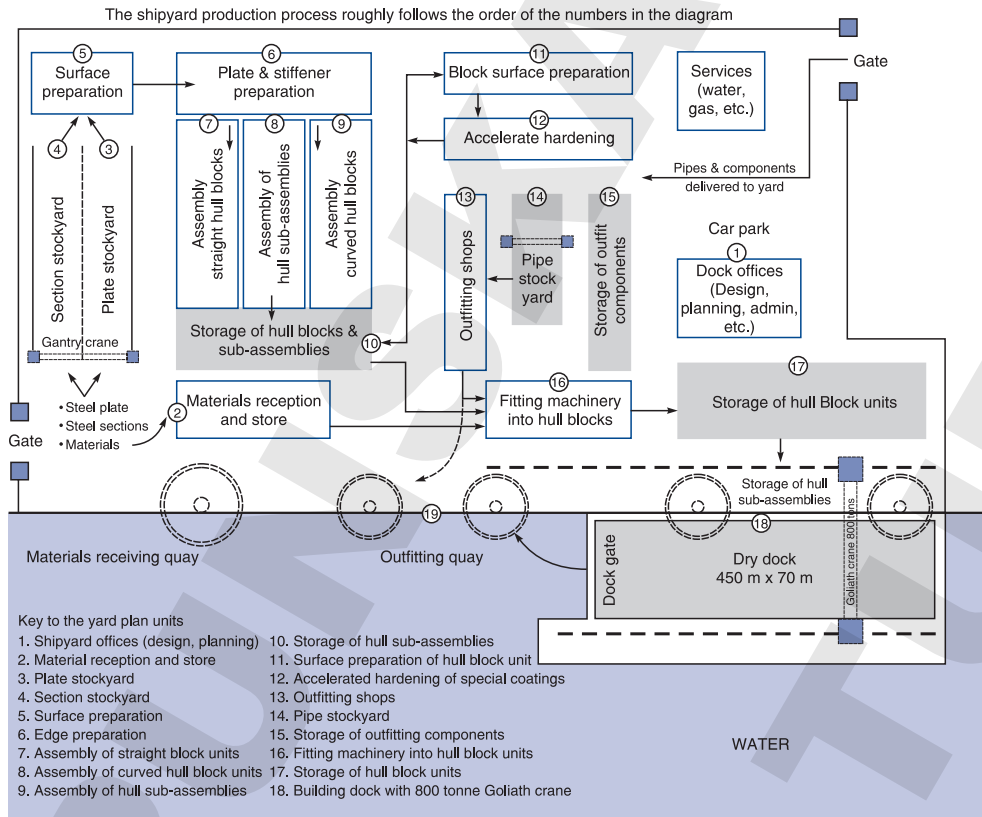 The shipyard production process roughly follows the order of the numbers in the diagram
5
Surface
preparation
6
Plate & stiffener
preparation
11
Block surface preparation
Services
(water,
gas, etc.)
Gate
4
3
7
8
9
12
Accelerate hardening
Pipes & components
delivered to yard
Section stockyard
Plate stockyard
Assembly
straight hull blocks
Assembly of
hull sub-assemblies
Assembly
curved hull blocks
13
Outfitting shops
14
Pipe
stock
yard
15
Storage of outfit
components
Car park
1
Dock offices
(Design,
planning, admin,
etc.)
Gantry crane
Storage of hull blocks &
sub-assemblies
10
• Steel plate
• Steel sections
• Materials
Gate
2
Materials reception
and store
16
Fitting machinery
into hull blocks
17
Storage of hull Block units
Storage of hull
sub-assemblies
Goliath crane 800 tons
19
Materials receiving quay
Outfitting quay
Dock gate
18
Dry dock
450 m x 70 m
Key to the yard plan units
1. Shipyard offices (design, planning)
2. Material reception and store
3. Plate stockyard
4. Section stockyard
5. Surface preparation
6. Edge preparation
7. Assembly of straight block units
8. Assembly of curved hull block units
9. Assembly of hull sub-assemblies
10. Storage of hull sub-assemblies
11. Surface preparation of hull block unit
12. Accelerated hardening of special coatings
13. Outfitting shops
14. Pipe stockyard
15. Storage of outfitting components
16. Fitting machinery into hull block units
17. Storage of hull block units
18. Building dock with 800 tonne Goliath crane
WATER